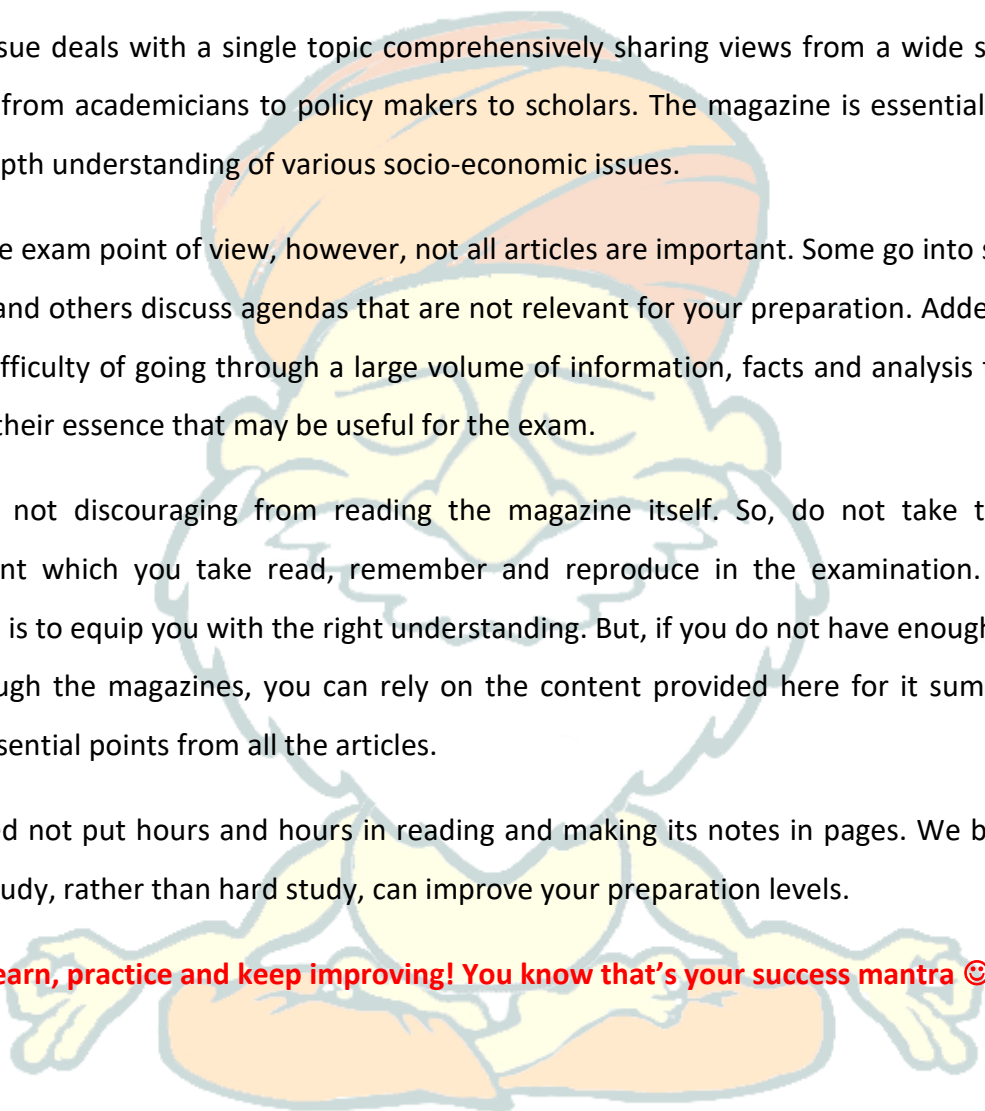 sue deals with a single topic comprehensively sharing views from a wide s
from academicians to policy makers to scholars. The magazine is essential
pth understanding of various socio-economic issues.
e exam point of view, however, not all articles are important. Some go into s
and others discuss agendas that are not relevant for your preparation. Adde
fficulty of going through a large volume of information, facts and analysis t
their essence that may be useful for the exam.
not discouraging from reading the magazine itself. So, do not take t
nt which you take read, remember and reproduce in the examination.
is to equip you with the right understanding. But, if you do not have enough
ugh the magazines, you can rely on the content provided here for it sum
sential points from all the articles.
ed not put hours and hours in reading and making its notes in pages. We b
tudy, rather than hard study, can improve your preparation levels.
earn, practice and keep improving! You know that’s your success mantra ☺